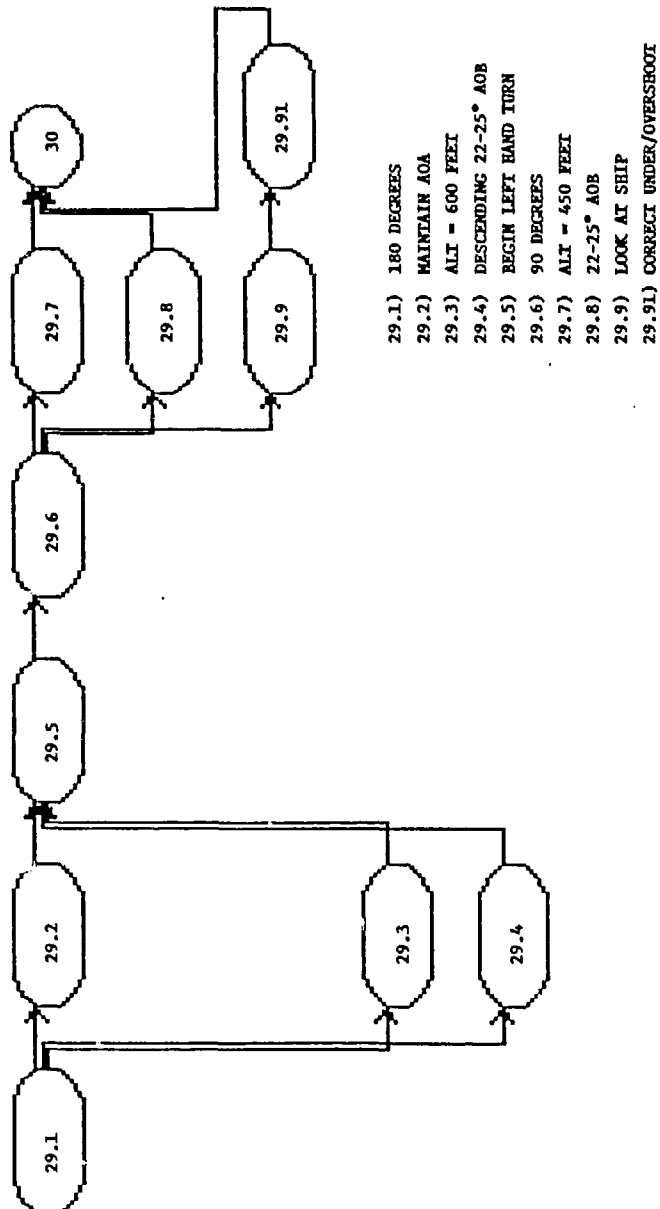 29.1
29.2
29.3
29.4
29.5
29.6
29.7
29.8
29.9
29.91
30
29.1) 180 DEGREES
29.2) MAINTAIN AOA
29.3) ALT = 600 FEET
29.4) DESCENDING 22-25° AOB
29.5) BEGIN LEFT HAND TURN
29.6) 90 DEGREES
29.7) ALT = 450 FEET
29.8) 22-25° AOB
29.9) LOOK AT SHIP
29.91) CORRECT UNDER/OVERSHOOT